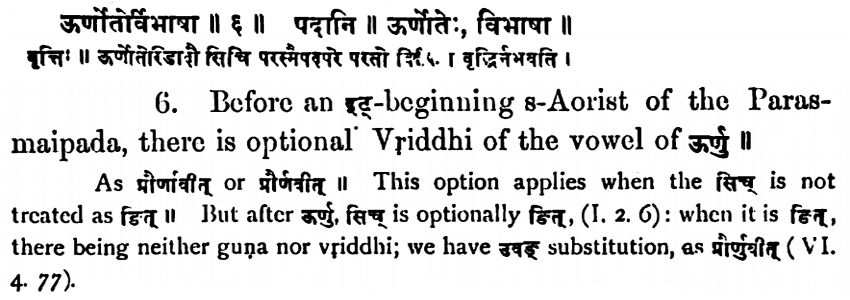 ऊर्णोतेर्विभाषा ॥ ६ ॥ पदानि ॥ ऊर्णोतेः, विभाषा ॥
वृत्तिः ॥ ऊर्णोतेरिडादौ सिचि परस्मैपदपरे परतो । वृद्धिर्नभवति ।
6. Before an इट्-beginning s-Aorist of the Paras-
maipada, there is optional Vṛiddhi of the vowel of ऊर्णु ॥
As प्रौर्णावीत् or प्रौर्णवीत् ॥ This option applies when the सिच् is not
treated as ङित् ॥ But after ऊर्णु, सिच् is optionally ङित्, (I. 2. 6) : when it is ङित्,
there being neither guṇa nor vṛiddhi; we have उवङ् substitution, as प्रौर्णुवीत् ( VI.
4. 77).